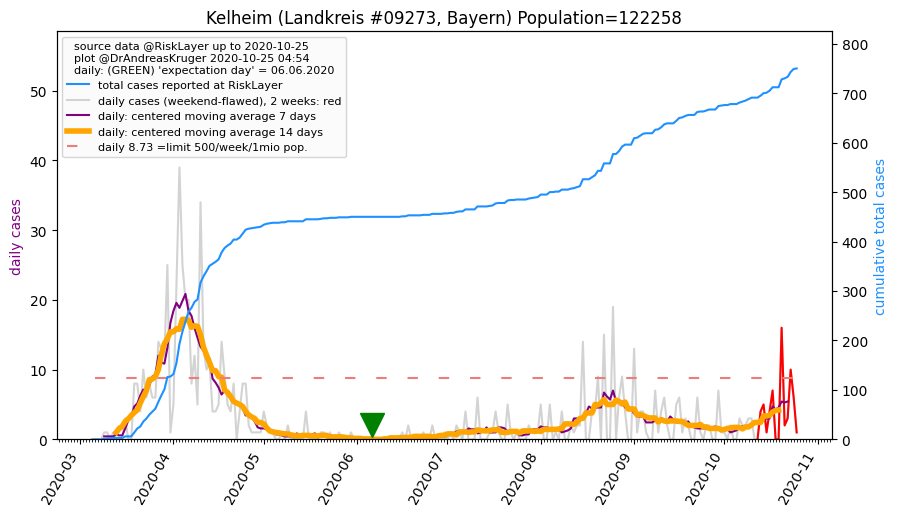 Kelheim (Landkreis #09273, Bayern) Population=122258
source data @RiskLayer up to 2020-10-25
plot @DrAndreasKruger 2020-10-25 04:54
daily: (GREEN) 'expectation day' = 06.06.2020
total cases reported at RiskLayer
daily cases (weekend-flawed), 2 weeks: red
daily: centered moving average 7 days
daily: centered moving average 14 days
daily 8.73 =limit 500/week/1mio pop.
daily cases
0
10
20
30
40
50
cumulative total cases
0
100
200
300
400
500
600
700
800
2020-03
2020-04
2020-05
2020-06
2020-07
2020-08
2020-09
2020-10
2020-11